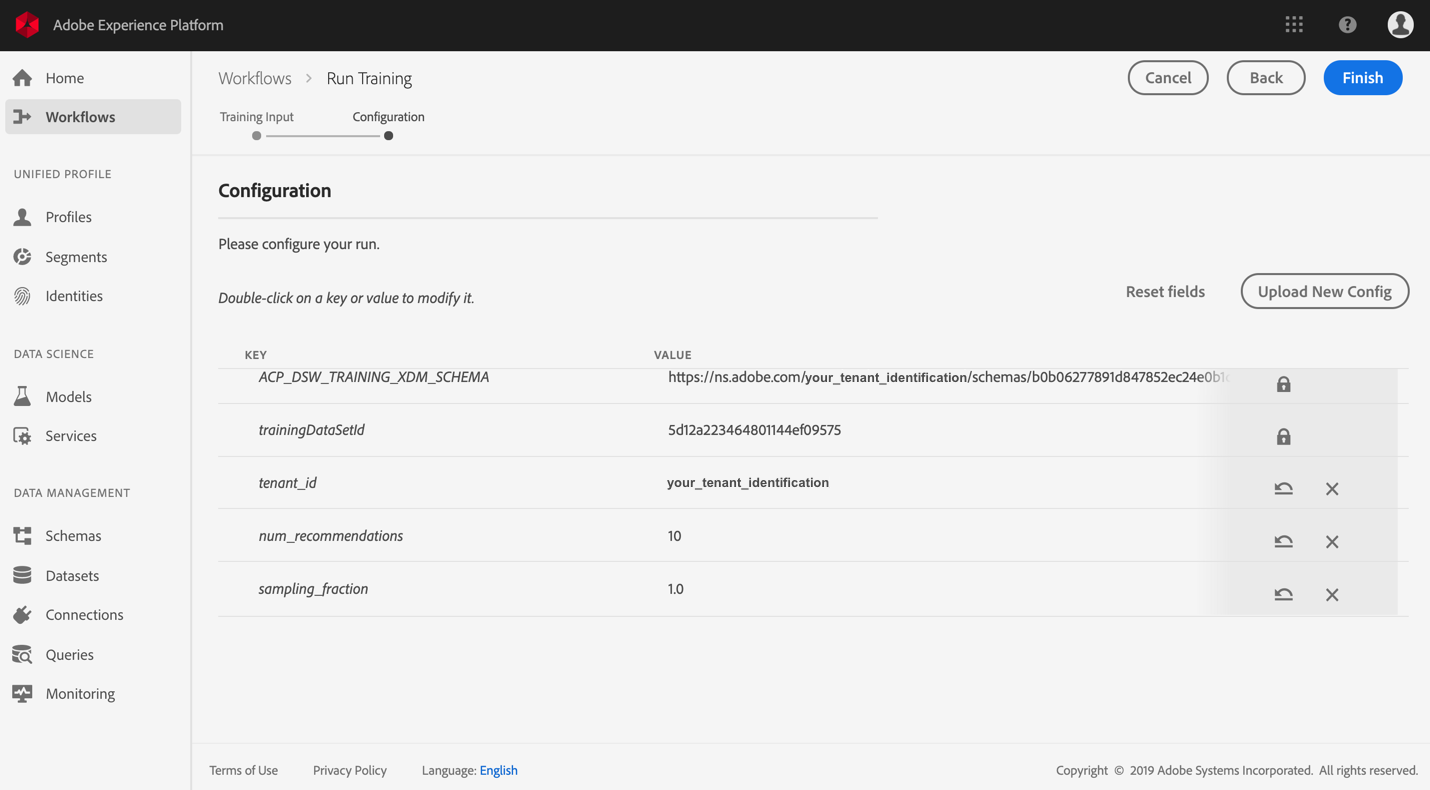 Adobe Experience Platform
Home
Workflows
UNIFIED PROFILE
Profiles
Segments
Identities
DATA SCIENCE
Models
Services
DATA MANAGEMENT
Schemas
Datasets
Connections
Queries
Monitoring
Workflows > Run Training
Cancel Back Finish
Training Input Configuration
Configuration
Please configure your run.
Double-click on a key or value to modify it.
Reset fields Upload New Config
KEY VALUE
ACP_DSW_TRAINING_XDM_SCHEMA https://ns.adobe.com/your_tenant_identification/schemas/b0b06277891d847852ec24e0b1c
trainingDataSetId 5d12a223464801144ef09575
tenant_id your_tenant_identification
num_recommendations 10
sampling_fraction 1.0
Terms of Use Privacy Policy Language: English Copyright © 2019 Adobe Systems Incorporated. All rights reserved.